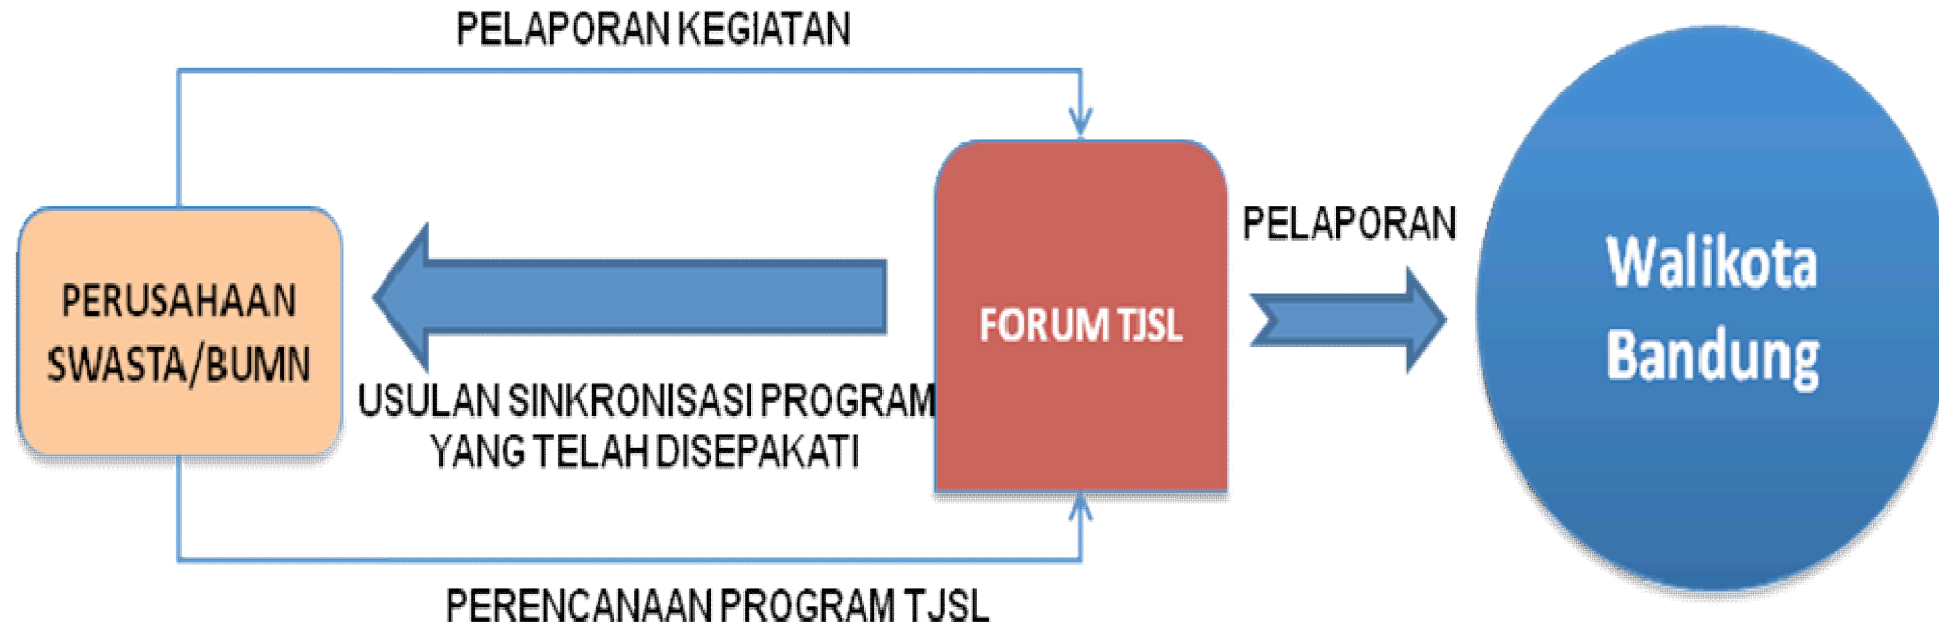 PELAPORAN KEGIATAN
PERUSAHAAN
SWASTA/BUMN
USULAN SINKRONISASI PROGRAM
YANG TELAH DISEPAKATI
FORUM TJSL
PELAPORAN
Walikota
Bandung
PERENCANAAN PROGRAM TJSL